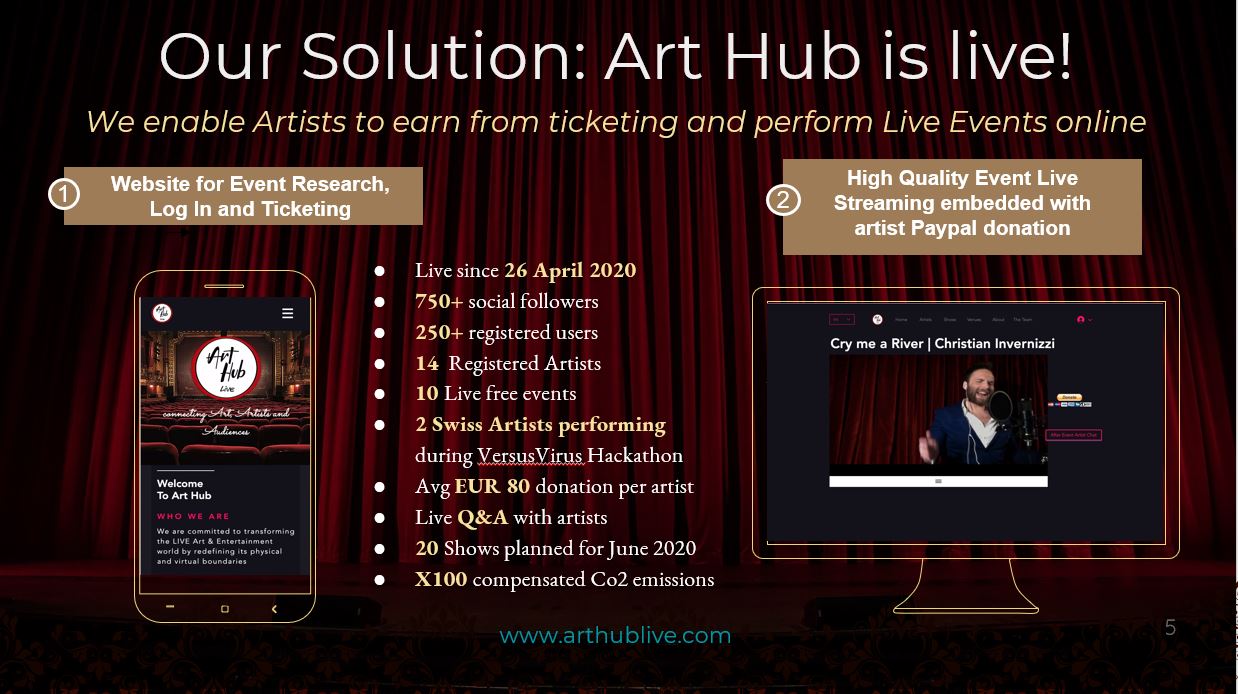 Our Solution: Art Hub is live!
We enable Artists to earn from ticketing and perform Live Events online
1
Website for Event Research,
Log In and Ticketing
2
High Quality Event Live
Streaming embedded with
artist Paypal donation
● Live since 26 April 2020
● 750+ social followers
● 250+ registered users
● 14 Registered Artists
● 10 Live free events
● 2 Swiss Artists performing
during VersusVirus Hackathon
● Avg EUR 80 donation per artist
● Live Q&A with artists
● 20 Shows planned for June 2020
● X100 compensated Co2 emissions
Art
Hub
Live
connecting Art, Artists and
Audiences
Welcome
To Art Hub
WHO WE ARE
We are committed to transforming
the LIVE Art & Entertainment
world by redefining its physical
and virtual boundaries
Home Artists Shows Venues About The Team
Cry me a River | Christian Invernizzi
Donate
After Event Artist Chat
www.arthublive.com
5